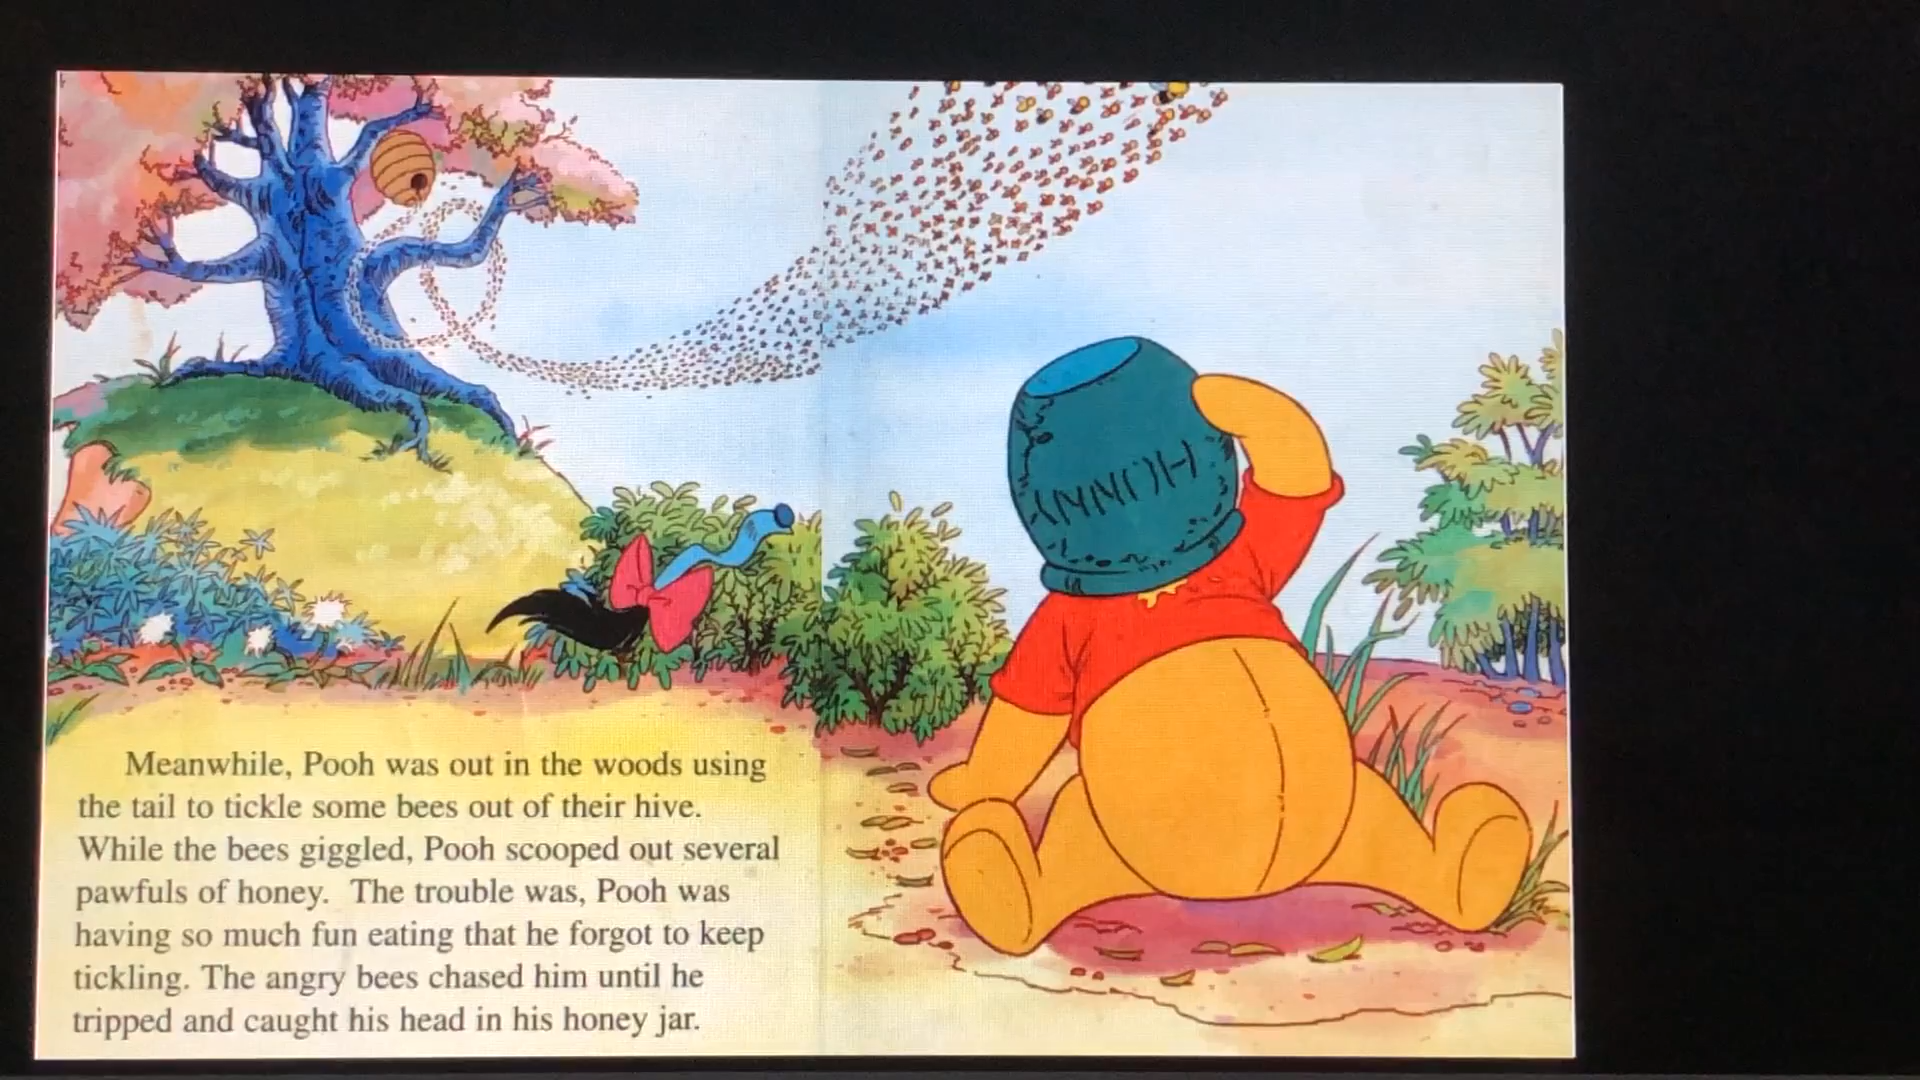 HUNNY
Meanwhile, Pooh was out in the woods using
the tail to tickle some bees out of their hive.
While the bees giggled, Pooh scooped out several
pawfuls of honey. The trouble was, Pooh was
having so much fun eating that he forgot to keep
tickling. The angry bees chased him until he
tripped and caught his head in his honey jar.